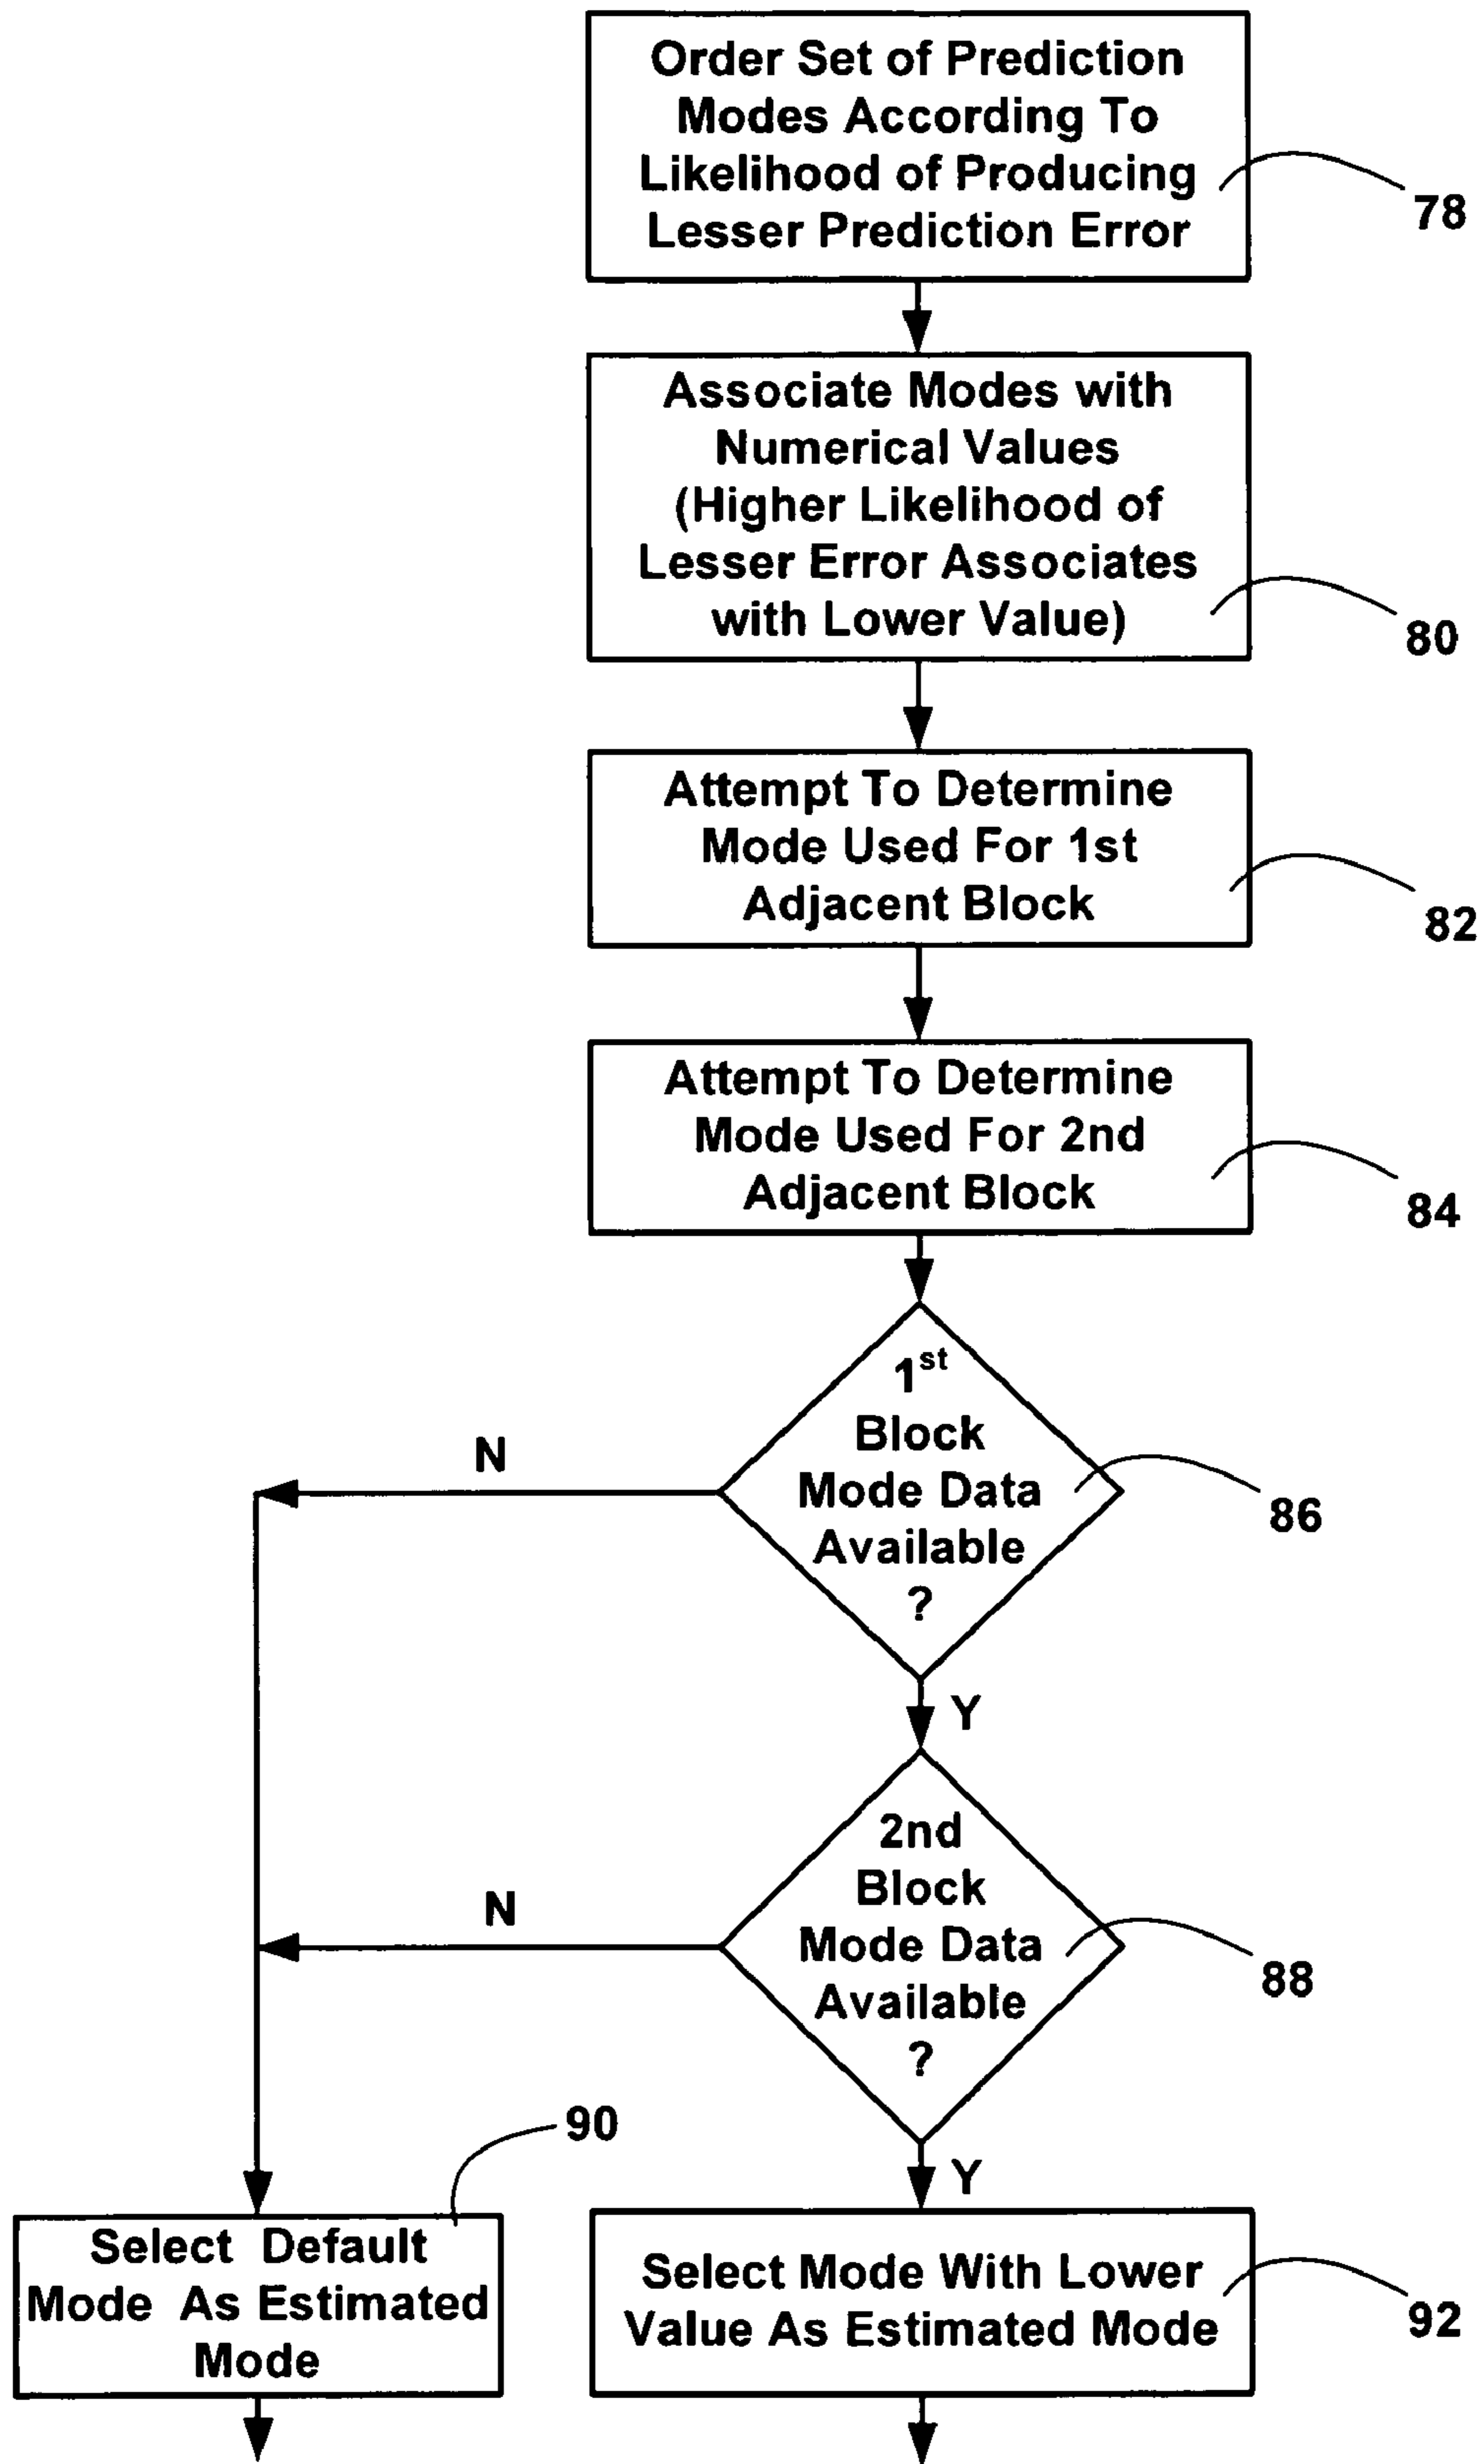 Order Set of Prediction
Modes According To
Likelihood of Producing
Lesser Prediction Error
78
Associate Modes with
Numerical Values
(Higher Likelihood of
Lesser Error Associates
with Lower Value)
80
Attempt To Determine
Mode Used For 1st
Adjacent Block
82
Attempt To Determine
Mode Used For 2nd
Adjacent Block
84
1st
Block
Mode Data
Available
?
86
N
Y
2nd
Block
Mode Data
Available
?
88
N
Y
90
Select Default
Mode As Estimated
Mode
Select Mode With Lower
Value As Estimated Mode
92